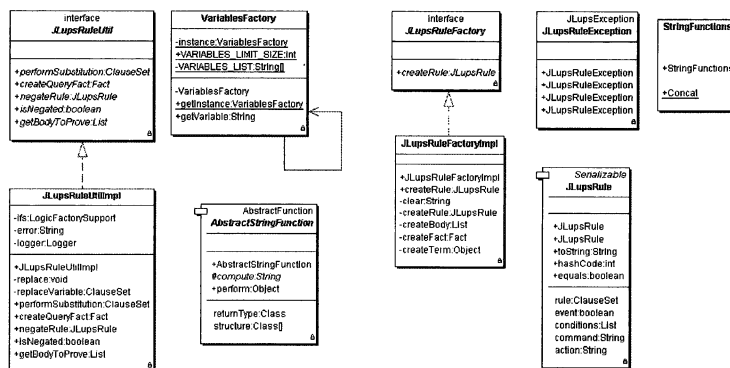 interface
JLupsRuleUtil
+performSubstitution:ClauseSet
+createQueryFact:Fact
+negateRule:JLupsRule
+isNegated:boolean
+getBodyToProve:List
JLupsRuleUtilImpl
-lfs:LogicFactorySupport
-error:String
-logger:Logger
+JLupsRuleUtilImpl
-replace:void
-replaceVariable:ClauseSet
+performSubstitution:ClauseSet
+createQueryFact:Fact
+negateRule:JLupsRule
+isNegated:boolean
+getBodyToProve:List
VariablesFactory
-instance:VariablesFactory
+VARIABLES_LIMIT_SIZE:int
-VARIABLES_LIST:String[]
-VariablesFactory
+getInstance:VariablesFactory
+getVariable:String
AbstractFunction
AbstractStringFunction
+AbstractStringFunction
#compute:String
+perform:Object
returnType:Class
structure:Class[]
interface
JLupsRuleFactory
+createRule:JLupsRule
JLupsRuleFactoryImpl
+JLupsRuleFactoryImpl
+createRule:JLupsRule
-clear:String
-createRule:JLupsRule
-createBody:List
-createFact:Fact
-createTerm:Object
JLupsException
JLupsRuleException
+JLupsRuleException
+JLupsRuleException
+JLupsRuleException
+JLupsRuleException
Serializable
JLupsRule
+JLupsRule
+JLupsRule
+toString:String
+hashCode:int
+equals:boolean
rule:ClauseSet
event:boolean
conditions:List
command:String
action:String
StringFunctions
+StringFunctions
+Concat